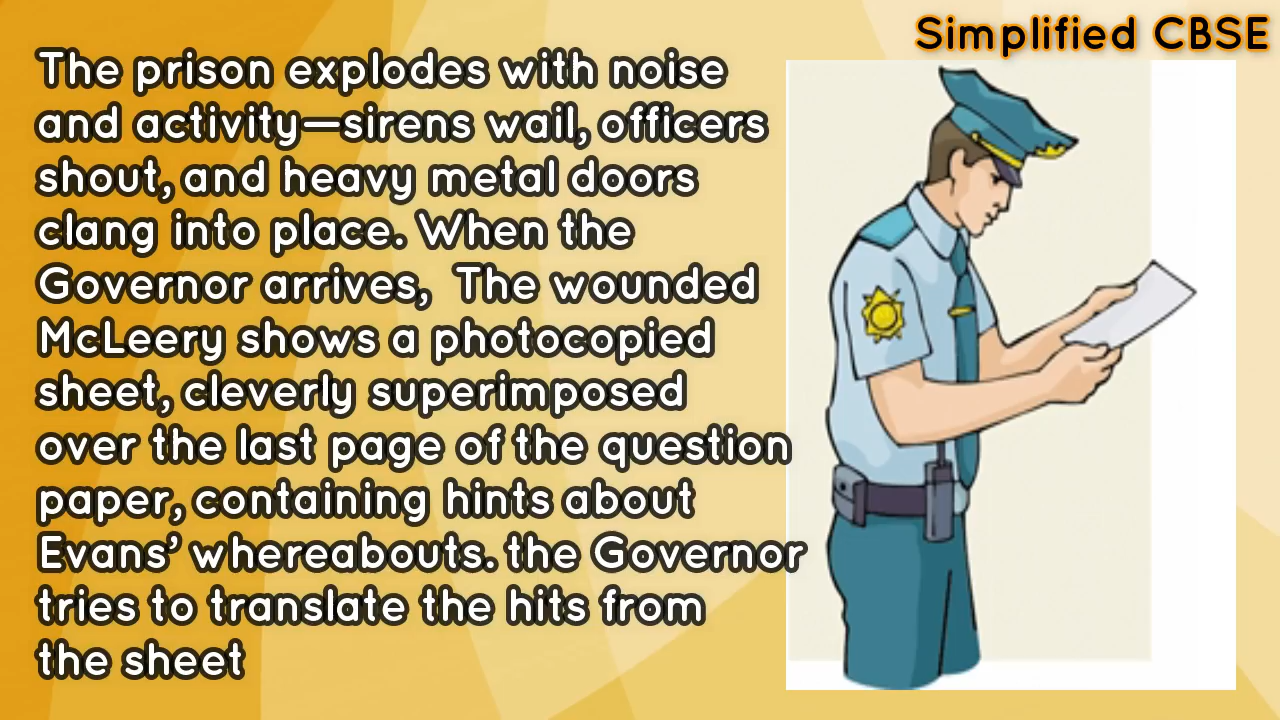 Simplified CBSE
The prison explodes with noise
and activity—sirens wail, officers
shout, and heavy metal doors
clang into place. When the
Governor arrives,  The wounded
McLeery shows a photocopied
sheet, cleverly superimposed
over the last page of the question
paper, containing hints about
Evans’ whereabouts. the Governor
tries to translate the hits from
the sheet